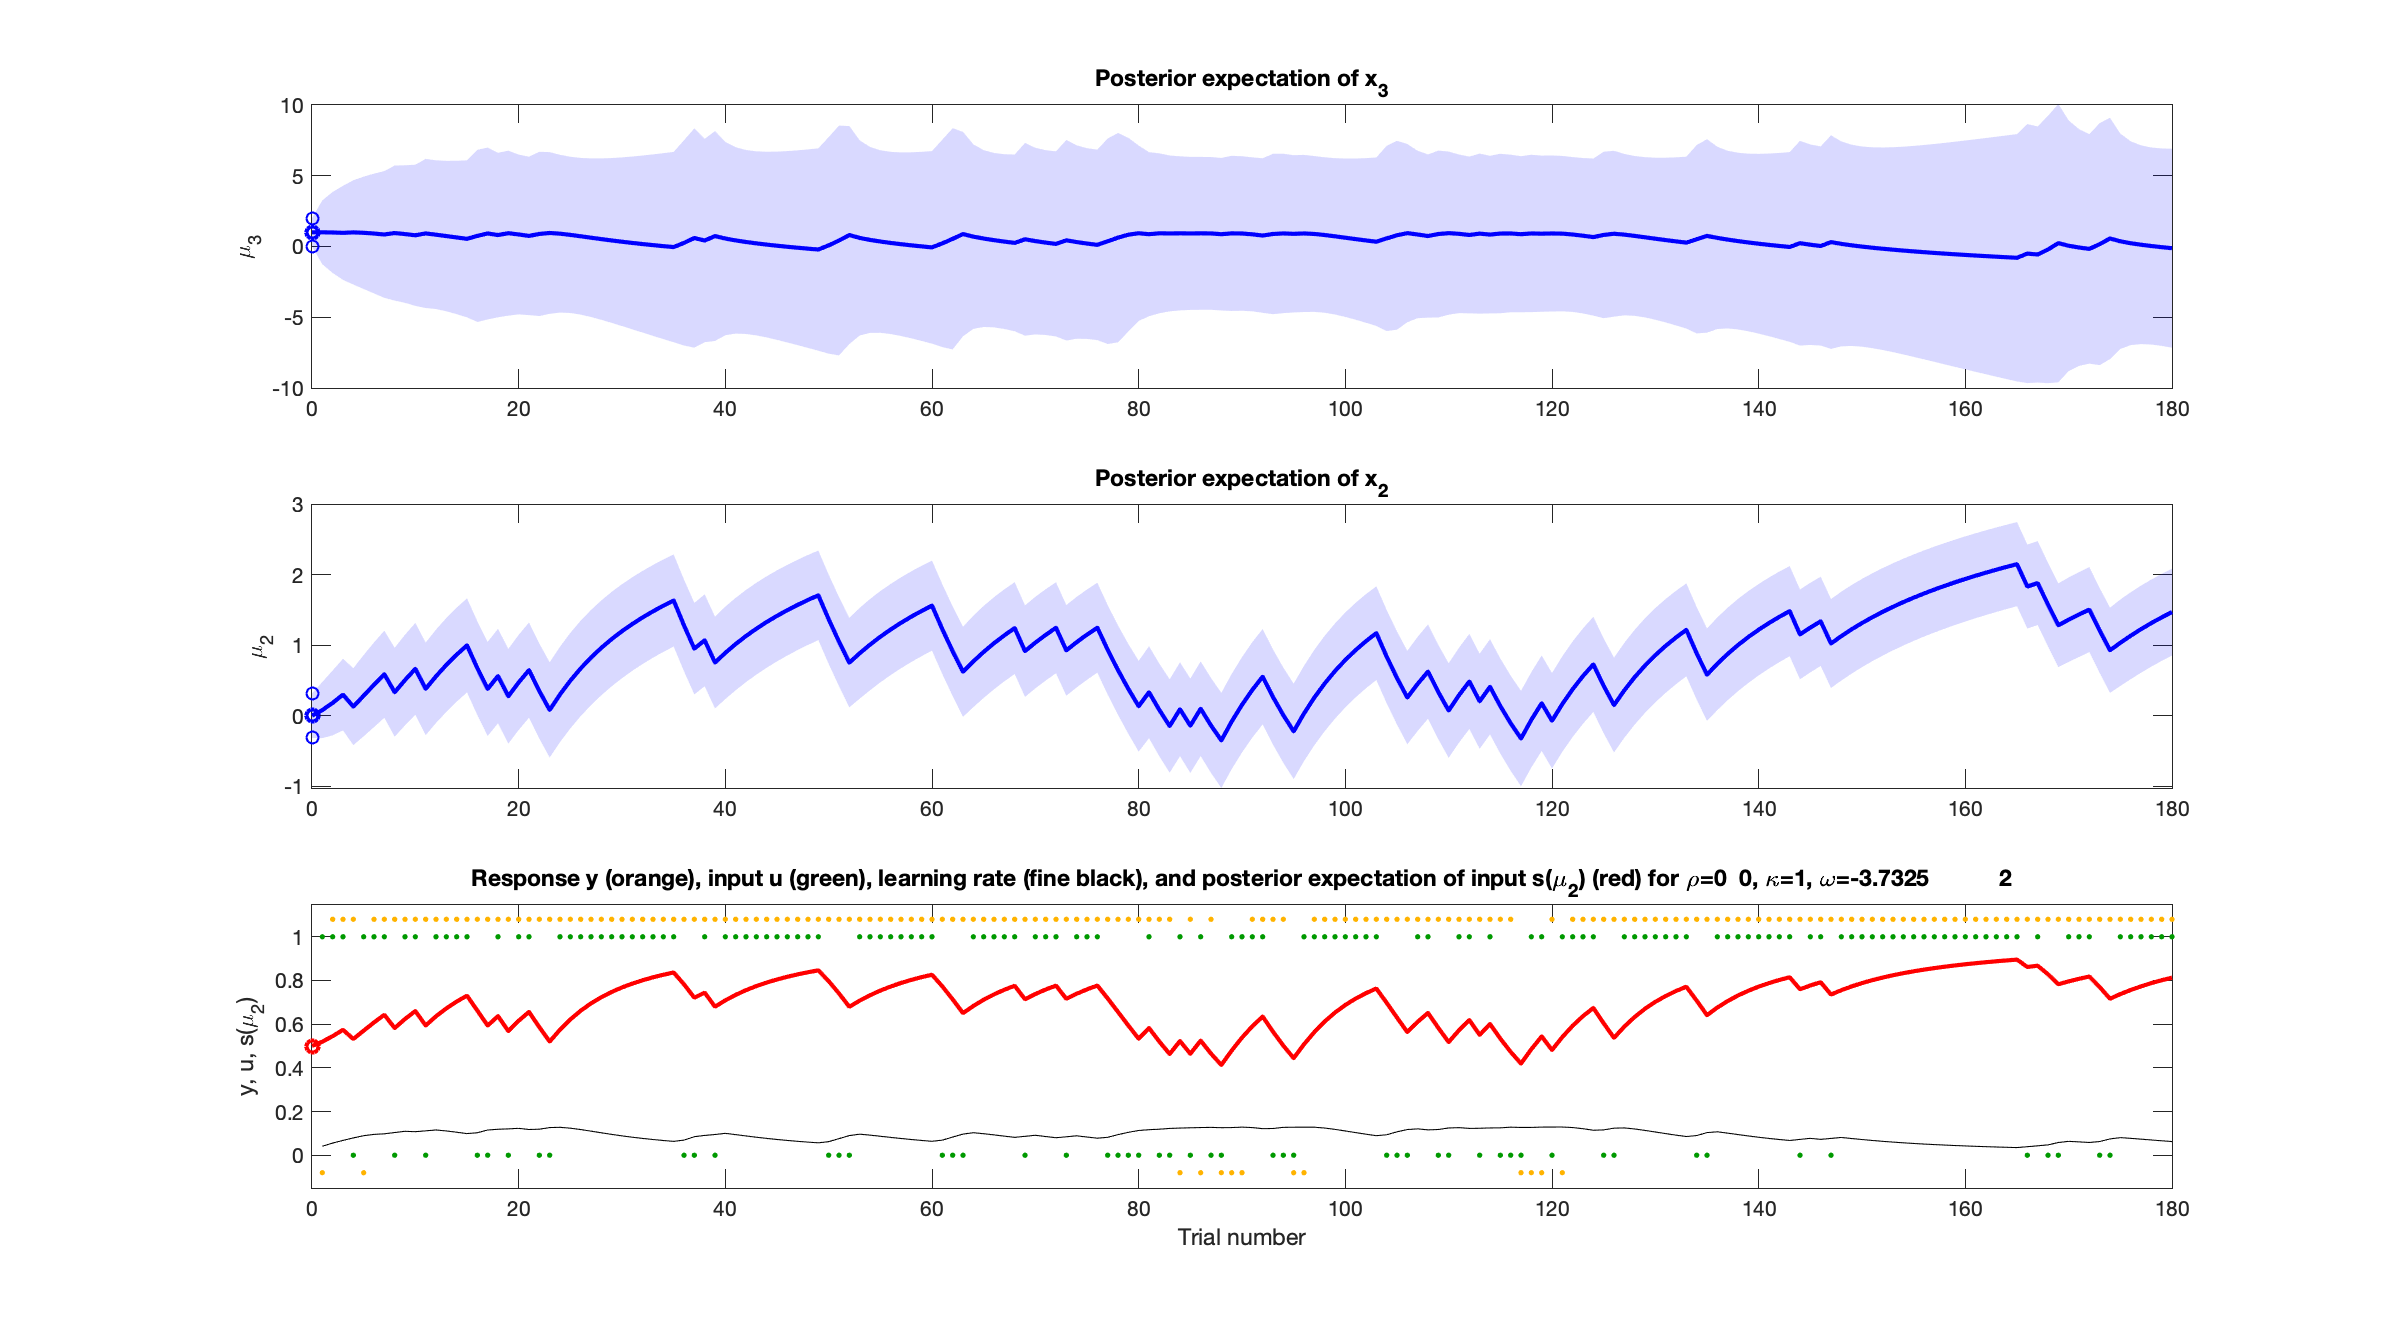 Posterior expectation of x₃
10
5
0
-5
-10
μ₃
0 20 40 60 80 100 120 140 160 180
Posterior expectation of x₂
3
2
1
0
-1
μ₂
0 20 40 60 80 100 120 140 160 180
Response y (orange), input u (green), learning rate (fine black), and posterior expectation of input s(μ₂) (red) for ρ=0 0, κ=1, ω=-3.7325 2
1
0.8
0.6
0.4
0.2
0
y, u, s(μ₂)
0 20 40 60 80 100 120 140 160 180
Trial number